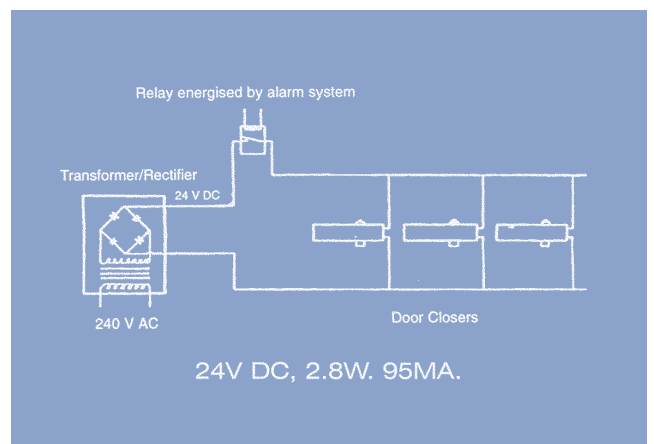 Relay energised by alarm system
Transformer/Rectifier
24 V DC
240 V AC
Door Closers
24V DC, 2.8W. 95MA.